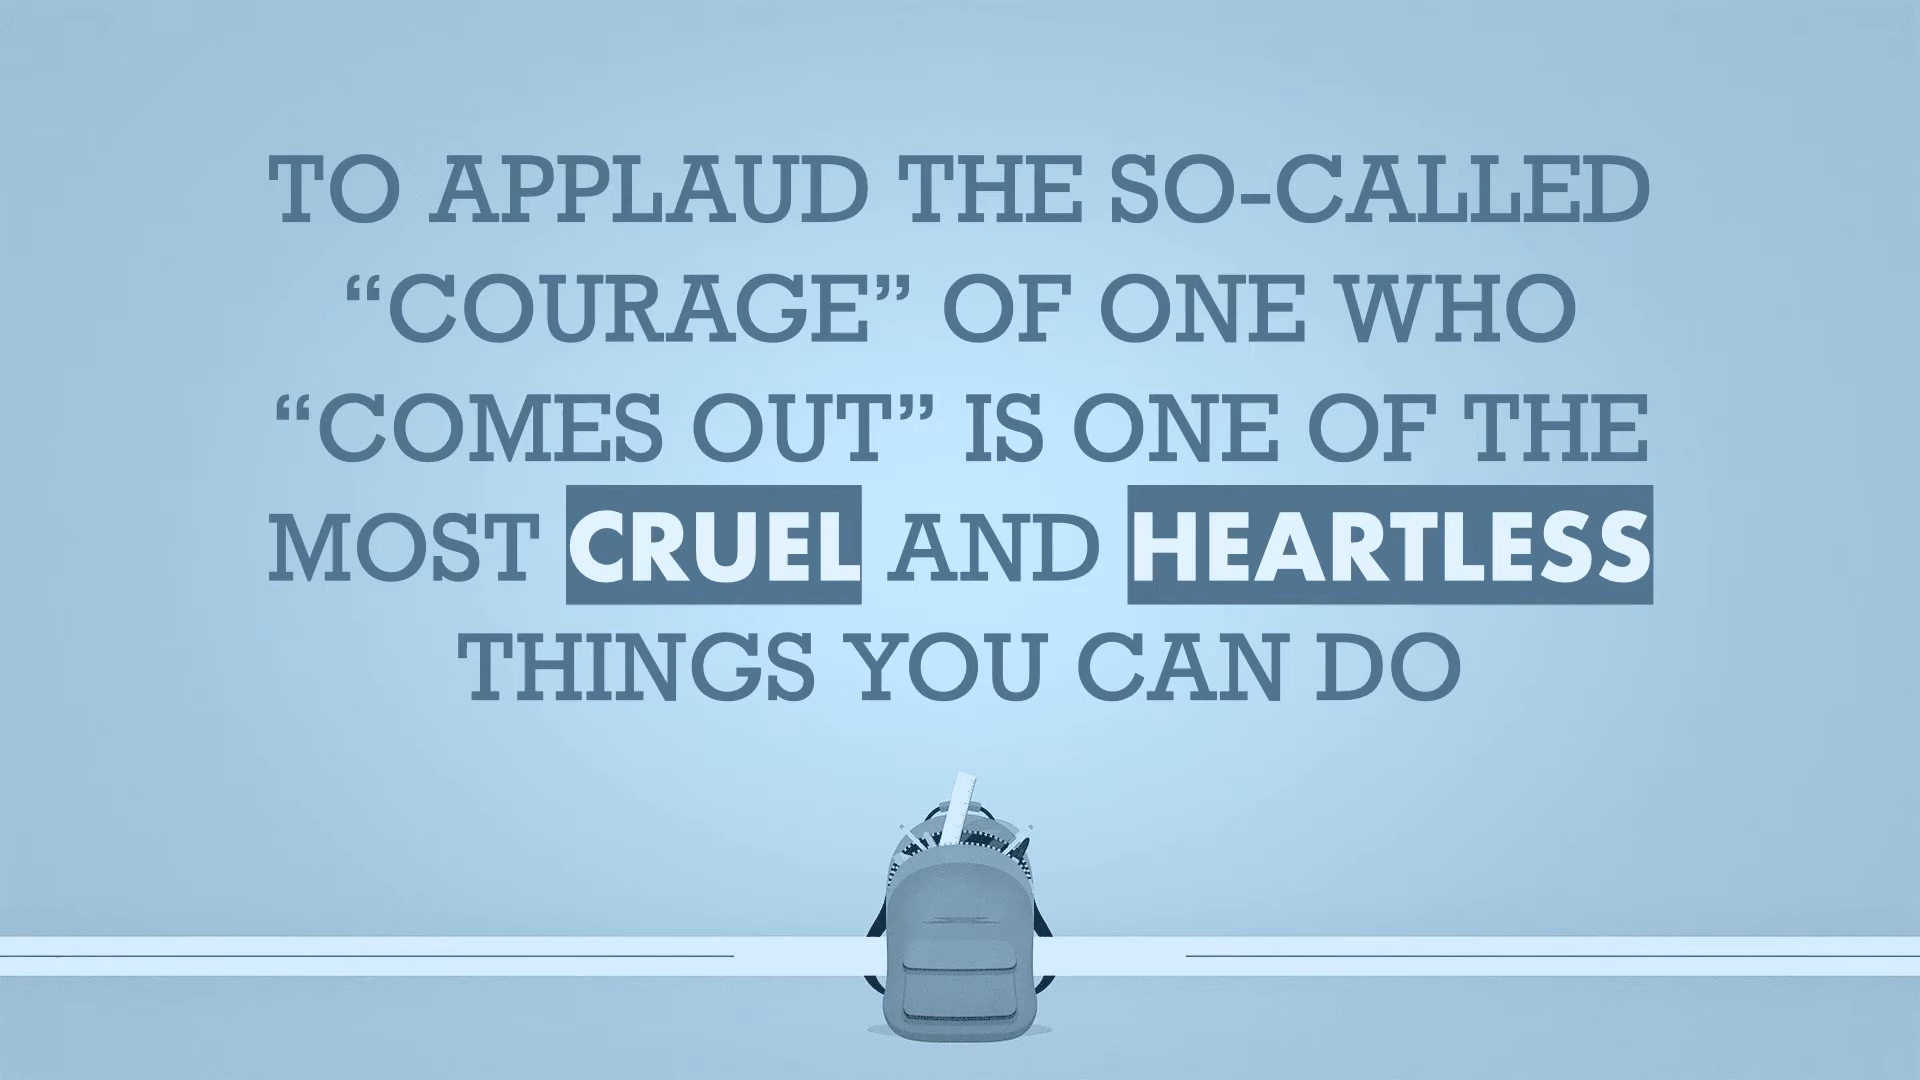 TO APPLAUD THE SO-CALLED
“COURAGE” OF ONE WHO
“COMES OUT” IS ONE OF THE
MOST CRUEL AND HEARTLESS
THINGS YOU CAN DO